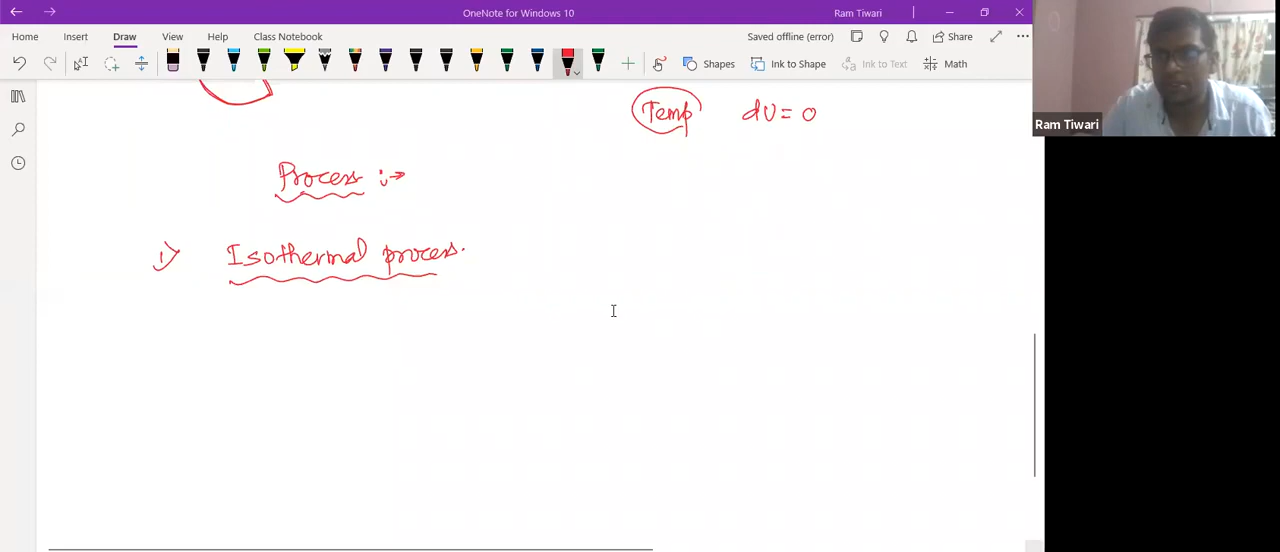 OneNote for Windows 10
Ram Tiwari
Home Insert Draw View Help Class Notebook
Saved offline (error) Share
Shapes Ink to Shape Ink to Text Math
Ram Tiwari
Temp dU = 0
Process :→
1) Isothermal process.